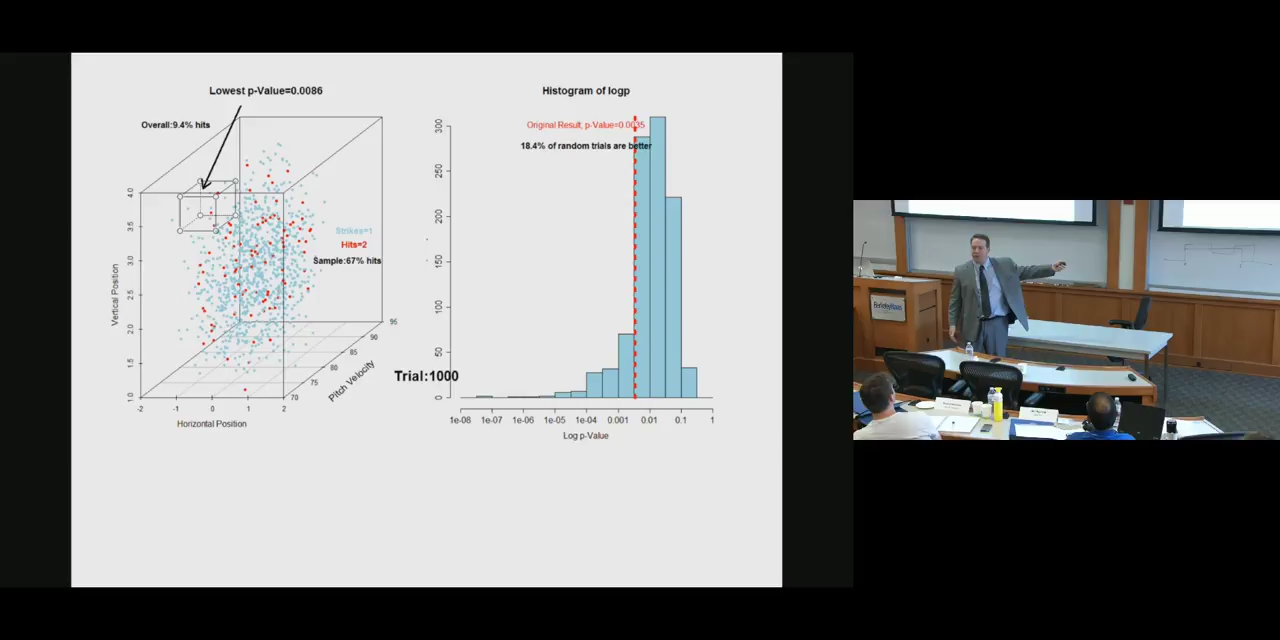 Lowest p-Value=0.0086
Overall:9.4% hits
4.0
3.5
3.0
2.5
2.0
1.5
1.0
Vertical Position
-2
-1
0
1
2
Horizontal Position
70
75
80
85
90
95
Pitch Velocity
Strikes=1
Hits=2
Sample:67% hits
Trial:1000
Histogram of logp
Original Result, p-Value=0.0035
18.4% of random trials are better
300
250
200
150
100
50
0
1e-08
1e-07
1e-06
1e-05
1e-04
0.001
0.01
0.1
1
Log p-Value
BerkeleyHaas